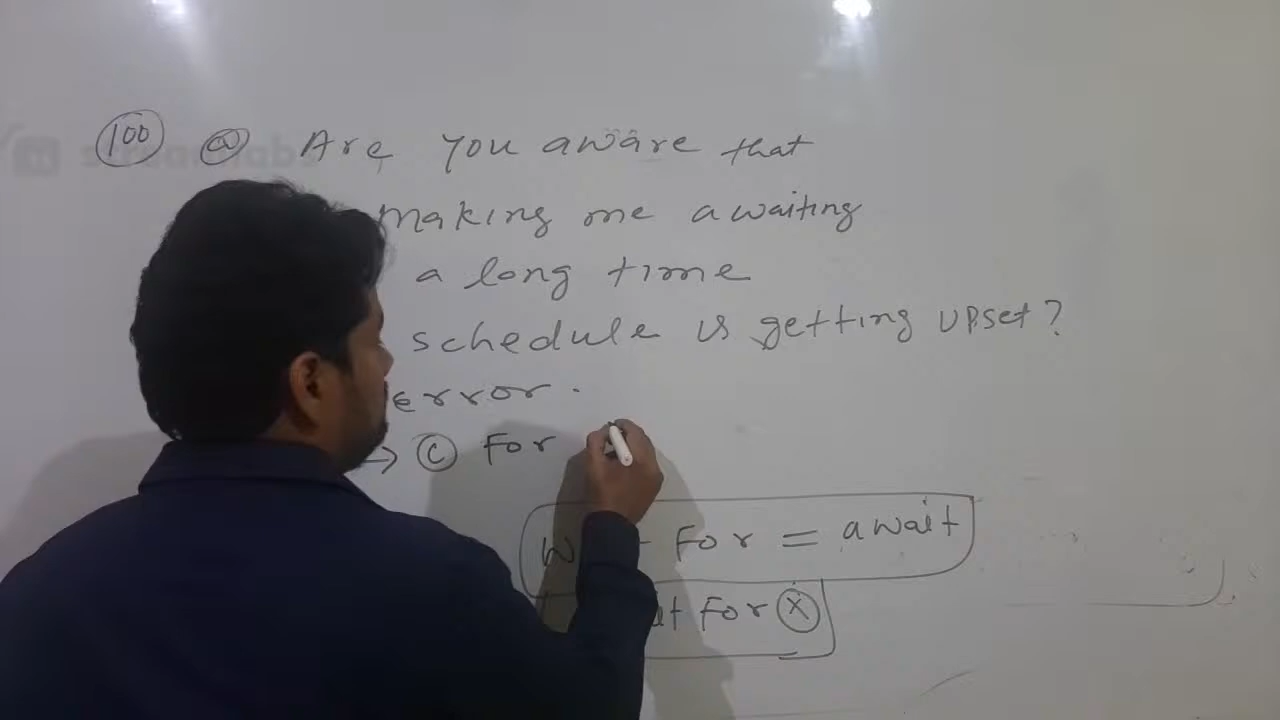 100 a Are you aware that
making me awaiting
a long time
schedule is getting upset?
error.
→ C For
For = await
For X